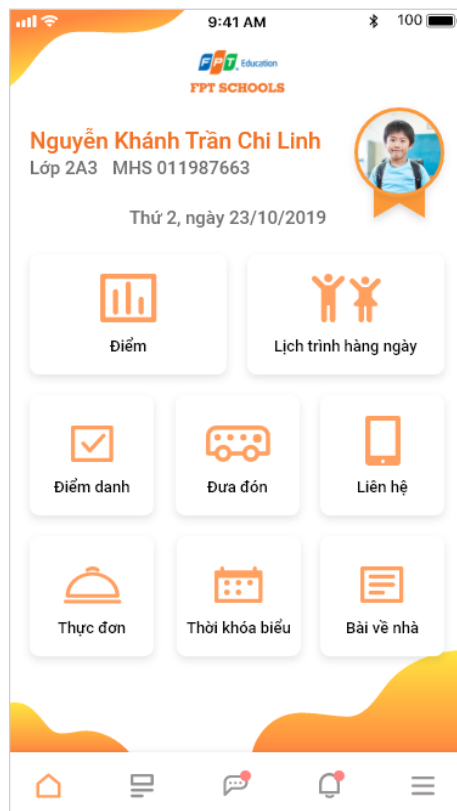 9:41 AM 100
FPT Education
FPT SCHOOLS
Nguyễn Khánh Trần Chi Linh
Lớp 2A3 MHS 011987663
Thứ 2, ngày 23/10/2019
Điểm Lịch trình hàng ngày
Điểm danh Đưa đón Liên hệ
Thực đơn Thời khóa biểu Bài về nhà